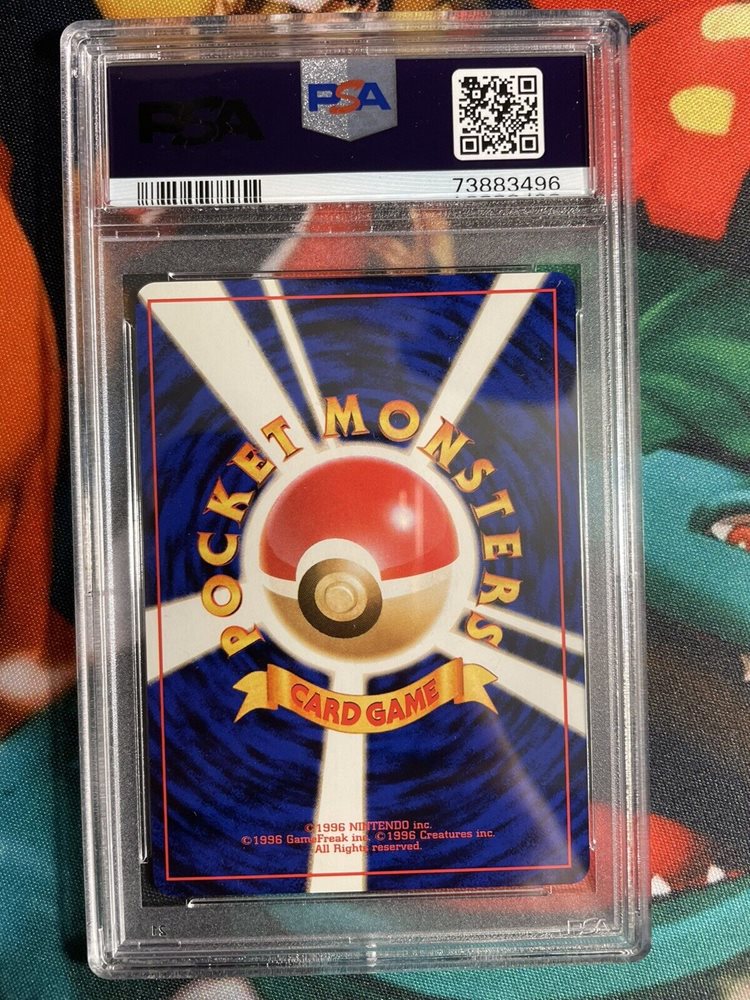 PSA
PSA
73883496
POCKET MONSTERS
CARD GAME
©1996 NINTENDO inc.
©1996 GameFreak inc. ©1996 Creatures inc.
All Rights reserved.
PSA